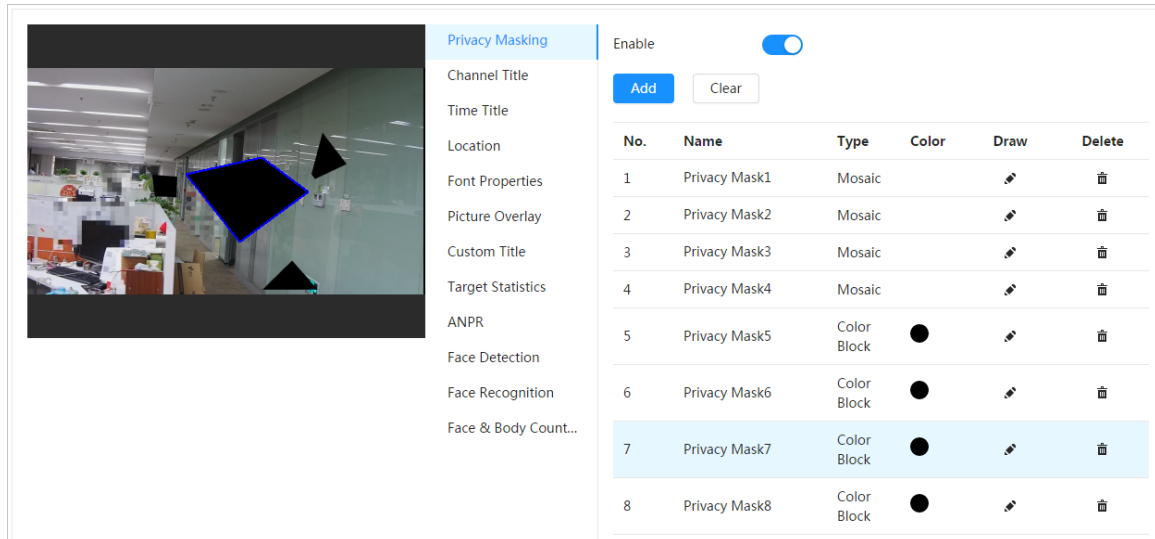 Privacy Masking
Channel Title
Time Title
Location
Font Properties
Picture Overlay
Custom Title
Target Statistics
ANPR
Face Detection
Face Recognition
Face & Body Count...
Enable
Add Clear
No. Name Type Color Draw Delete
1 Privacy Mask1 Mosaic
2 Privacy Mask2 Mosaic
3 Privacy Mask3 Mosaic
4 Privacy Mask4 Mosaic
5 Privacy Mask5 Color Block
6 Privacy Mask6 Color Block
7 Privacy Mask7 Color Block
8 Privacy Mask8 Color Block